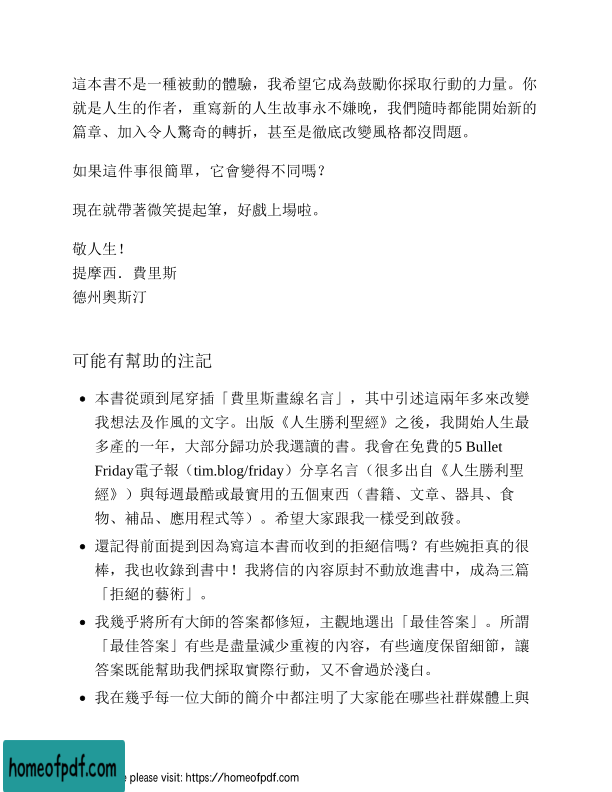 這本書不是一種被動的體驗，我希望它成為鼓勵你採取行動的力量。你
就是人生的作者，重寫新的人生故事永不嫌晚，我們隨時都能開始新的
篇章、加入令人驚奇的轉折，甚至是徹底改變風格都沒問題。
如果這件事很簡單，它會變得不同嗎？
現在就帶著微笑提起筆，好戲上場啦。
敬人生！
提摩西．費里斯
德州奧斯汀
可能有幫助的注記
• 本書從頭到尾穿插「費里斯畫線名言」，其中引述這兩年多來改變
我想法及作風的文字。出版《人生勝利聖經》之後，我開始人生最
多產的一年，大部分歸功於我選讀的書。我會在免費的5 Bullet
Friday電子報（tim.blog/friday）分享名言（很多出自《人生勝利聖
經》）與每週最酷或最實用的五個東西（書籍、文章、器具、食
物、補品、應用程式等）。希望大家跟我一樣受到啟發。
• 還記得前面提到因為寫這本書而收到的拒絕信嗎？有些婉拒真的很
棒，我也收錄到書中！我將信的內容原封不動放進書中，成為三篇
「拒絕的藝術」。
• 我幾乎將所有大師的答案都修短，主觀地選出「最佳答案」。所謂
「最佳答案」有些是盡量減少重複的內容，有些適度保留細節，讓
答案既能幫助我們採取實際行動，又不會過於淺白。
• 我在幾乎每一位大師的簡介中都注明了大家能在哪些社群媒體上與
homeofpdf.com
please visit: https://homeofpdf.com